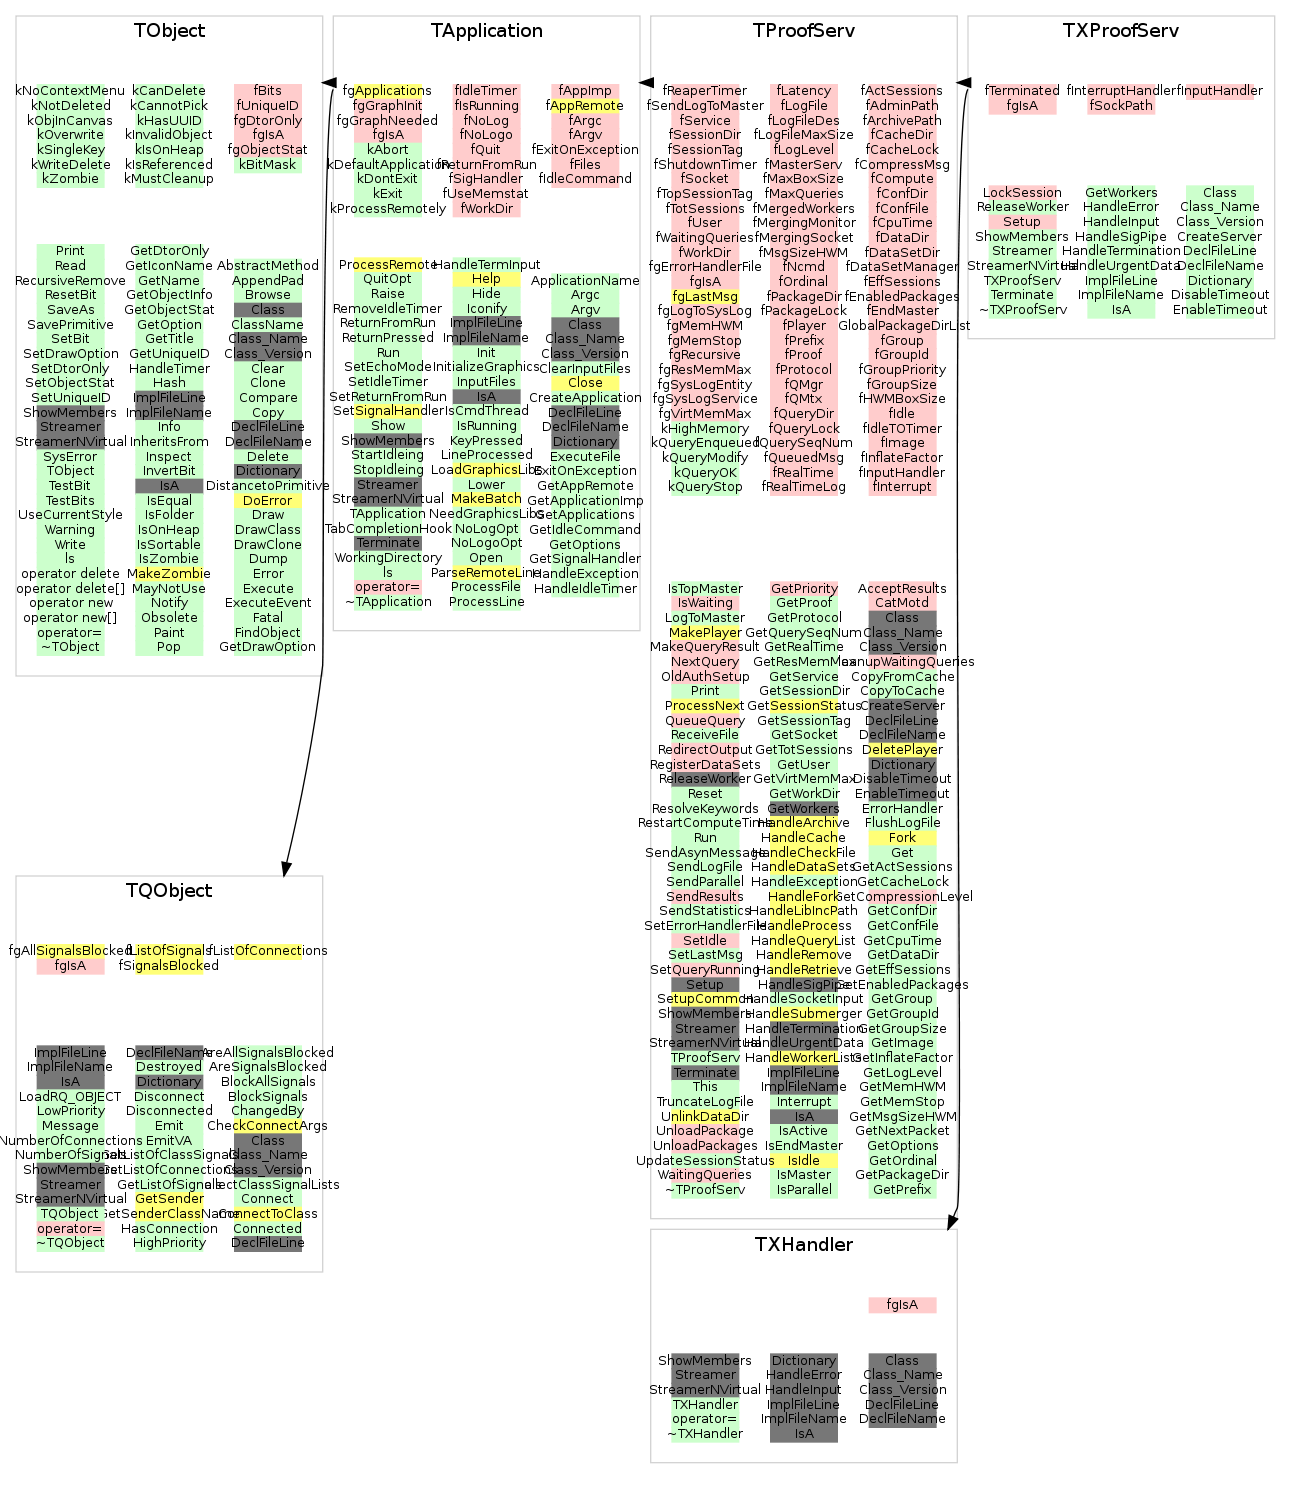 TObject
kNoContextMenu
kNotDeleted
kObjInCanvas
kOverwrite
kSingleKey
kWriteDelete
kZombie
kCanDelete
kCannotPick
kHasUUID
kInvalidObject
kIsOnHeap
kIsReferenced
kMustCleanup
fBits
fUniqueID
fgDtorOnly
fgIsA
fgObjectStat
kBitMask
Print
Read
RecursiveRemove
ResetBit
SaveAs
SavePrimitive
SetBit
SetDrawOption
SetDtorOnly
SetObjectStat
SetUniqueID
ShowMembers
Streamer
StreamerNVirtual
SysError
TObject
TestBit
TestBits
UseCurrentStyle
Warning
Write
ls
operator delete
operator delete[]
operator new
operator new[]
operator=
~TObject
GetDtorOnly
GetIconName
GetName
GetObjectInfo
GetObjectStat
GetOption
GetTitle
GetUniqueID
HandleTimer
Hash
ImplFileLine
ImplFileName
Info
InheritsFrom
Inspect
InvertBit
IsA
IsEqual
IsFolder
IsOnHeap
IsSortable
IsZombie
MakeZombie
MayNotUse
Notify
Obsolete
Paint
Pop
AbstractMethod
AppendPad
Browse
Class
ClassName
Class_Name
Class_Version
Clear
Clone
Compare
Copy
DeclFileLine
DeclFileName
Delete
Dictionary
DistancetoPrimitive
DoError
Draw
DrawClass
DrawClone
Dump
Error
Execute
ExecuteEvent
Fatal
FindObject
GetDrawOption
TApplication
fgApplications
fgGraphInit
fgGraphNeeded
fgIsA
kAbort
kDefaultApplication
kDontExit
kExit
kProcessRemotely
fIdleTimer
fIsRunning
fNoLog
fNoLogo
fQuit
fReturnFromRun
fSigHandler
fUseMemstat
fWorkDir
fAppImp
fAppRemote
fArgc
fArgv
fExitOnException
fFiles
fIdleCommand
ProcessRemote
QuitOpt
Raise
RemoveIdleTimer
ReturnFromRun
ReturnPressed
Run
SetEchoMode
SetIdleTimer
SetReturnFromRun
SetSignalHandler
Show
ShowMembers
StartIdleing
StopIdleing
Streamer
StreamerNVirtual
TApplication
TabCompletionHook
Terminate
WorkingDirectory
ls
operator=
~TApplication
HandleTermInput
Help
Hide
Iconify
ImplFileLine
ImplFileName
Init
InitializeGraphics
InputFiles
IsA
IsCmdThread
IsRunning
KeyPressed
LineProcessed
LoadGraphicsLibs
Lower
MakeBatch
NeedGraphicsLibs
NoLogOpt
NoLogoOpt
Open
ParseRemoteLine
ProcessFile
ProcessLine
ApplicationName
Argc
Argv
Class
Class_Name
Class_Version
ClearInputFiles
Close
CreateApplication
DeclFileLine
DeclFileName
Dictionary
ExecuteFile
ExitOnException
GetAppRemote
GetApplicationImp
GetApplications
GetIdleCommand
GetOptions
GetSignalHandler
HandleException
HandleIdleTimer
TProofServ
fReaperTimer
fSendLogToMaster
fService
fSessionDir
fSessionTag
fShutdownTimer
fSocket
fTopSessionTag
fTotSessions
fUser
fWaitingQueries
fWorkDir
fgErrorHandlerFile
fgIsA
fgLastMsg
fgLogToSysLog
fgMemHWM
fgMemStop
fgRecursive
fgResMemMax
fgSysLogEntity
fgSysLogService
fgVirtMemMax
kHighMemory
kQueryEnqueued
kQueryModify
kQueryOK
kQueryStop
fLatency
fLogFile
fLogFileDes
fLogFileMaxSize
fLogLevel
fMasterServ
fMaxBoxSize
fMaxQueries
fMergedWorkers
fMergingMonitor
fMergingSocket
fMsgSizeHWM
fNcmd
fOrdinal
fPackageDir
fPackageLock
fPlayer
fPrefix
fProof
fProtocol
fQMgr
fQMtx
fQueryDir
fQueryLock
fQuerySeqNum
fQueuedMsg
fRealTime
fRealTimeLog
fActSessions
fAdminPath
fArchivePath
fCacheDir
fCacheLock
fCompressMsg
fCompute
fConfDir
fConfFile
fCpuTime
fDataDir
fDataSetDir
fDataSetManager
fEffSessions
fEnabledPackages
fEndMaster
GlobalPackageDirList
fGroup
fGroupId
fGroupPriority
fGroupSize
fHWMBoxSize
fIdle
fIdleTOTimer
fImage
fInflateFactor
fInputHandler
fInterrupt
IsTopMaster
IsWaiting
LogToMaster
MakePlayer
MakeQueryResult
NextQuery
OldAuthSetup
Print
ProcessNext
QueueQuery
ReceiveFile
RedirectOutput
RegisterDataSets
ReleaseWorker
Reset
ResolveKeywords
RestartComputeTime
Run
SendAsynMessage
SendLogFile
SendParallel
SendResults
SendStatistics
SetErrorHandlerFile
SetIdle
SetLastMsg
SetQueryRunning
Setup
SetupCommon
ShowMembers
Streamer
StreamerNVirtual
TProofServ
Terminate
This
TruncateLogFile
UnlinkDataDir
UnloadPackage
UnloadPackages
UpdateSessionStatus
WaitingQueries
~TProofServ
GetPriority
GetProof
GetProtocol
GetQuerySeqNum
GetRealTime
GetResMemMax
GetService
GetSessionDir
GetSessionStatus
GetSessionTag
GetSocket
GetTotSessions
GetUser
GetVirtMemMax
GetWorkDir
GetWorkers
HandleArchive
HandleCache
HandleCheckFile
HandleDataSets
HandleException
HandleFork
HandleLibIncPath
HandleProcess
HandleQueryList
HandleRemove
HandleRetrieve
HandleSigPipe
HandleSocketInput
HandleSubmerger
HandleTermination
HandleUrgentData
HandleWorkerLists
ImplFileLine
ImplFileName
Interrupt
IsA
IsActive
IsEndMaster
IsIdle
IsMaster
IsParallel
AcceptResults
CatMotd
Class
Class_Name
Class_Version
CopyFromCache
CopyToCache
CreateServer
DeclFileLine
DeclFileName
DeletePlayer
Dictionary
DisableTimeout
EnableTimeout
ErrorHandler
FlushLogFile
Fork
Get
GetActSessions
GetCacheLock
GetCompressionLevel
GetConfDir
GetConfFile
GetCpuTime
GetDataDir
GetEffSessions
GetEnabledPackages
GetGroup
GetGroupId
GetGroupSize
GetImage
GetInflateFactor
GetLogLevel
GetMemHWM
GetMemStop
GetMsgSizeHWM
GetNextPacket
GetOptions
GetOrdinal
GetPackageDir
GetPrefix
TXProofServ
fTerminated
fgIsA
fInterruptHandler
fSockPath
fInputHandler
LockSession
ReleaseWorker
Setup
ShowMembers
Streamer
StreamerNVirtual
TXProofServ
Terminate
~TXProofServ
GetWorkers
HandleError
HandleInput
HandleSigPipe
HandleTermination
HandleUrgentData
ImplFileLine
ImplFileName
IsA
Class
Class_Name
Class_Version
CreateServer
DeclFileLine
DeclFileName
Dictionary
DisableTimeout
EnableTimeout
TQObject
fgAllSignalsBlocked
fgIsA
fListOfSignals
fSignalsBlocked
fListOfConnections
ImplFileLine
ImplFileName
IsA
LoadRQ_OBJECT
LowPriority
Message
NumberOfConnections
NumberOfSignals
ShowMembers
Streamer
StreamerNVirtual
TQObject
operator=
~TQObject
DeclFileName
Destroyed
Dictionary
Disconnect
Disconnected
Emit
EmitVA
GetListOfClassSignals
GetListOfConnections
GetListOfSignals
GetSender
GetSenderClassName
HasConnection
HighPriority
AreAllSignalsBlocked
AreSignalsBlocked
BlockAllSignals
BlockSignals
ChangedBy
CheckConnectArgs
Class
Class_Name
Class_Version
Connect
ConnectToClass
Connected
DeclFileLine
TXHandler
fgIsA
ShowMembers
Streamer
StreamerNVirtual
TXHandler
operator=
~TXHandler
Dictionary
HandleError
HandleInput
ImplFileLine
ImplFileName
IsA
Class
Class_Name
Class_Version
DeclFileLine
DeclFileName